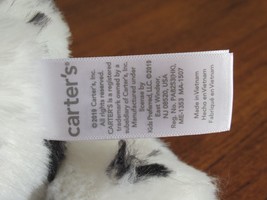 carter's®
©2019 Carter's, Inc.
All rights reserved.
CARTER'S is a registered
trademark owned by a
subsidiary of Carter's, Inc.
Manufactured under
license by
Kids Preferred, LLC ©2019
East Windsor,
NJ 08520, USA
Reg. No.
Made in Vietnam
Hecho en Vietnam
Fabriqué en Vietnam